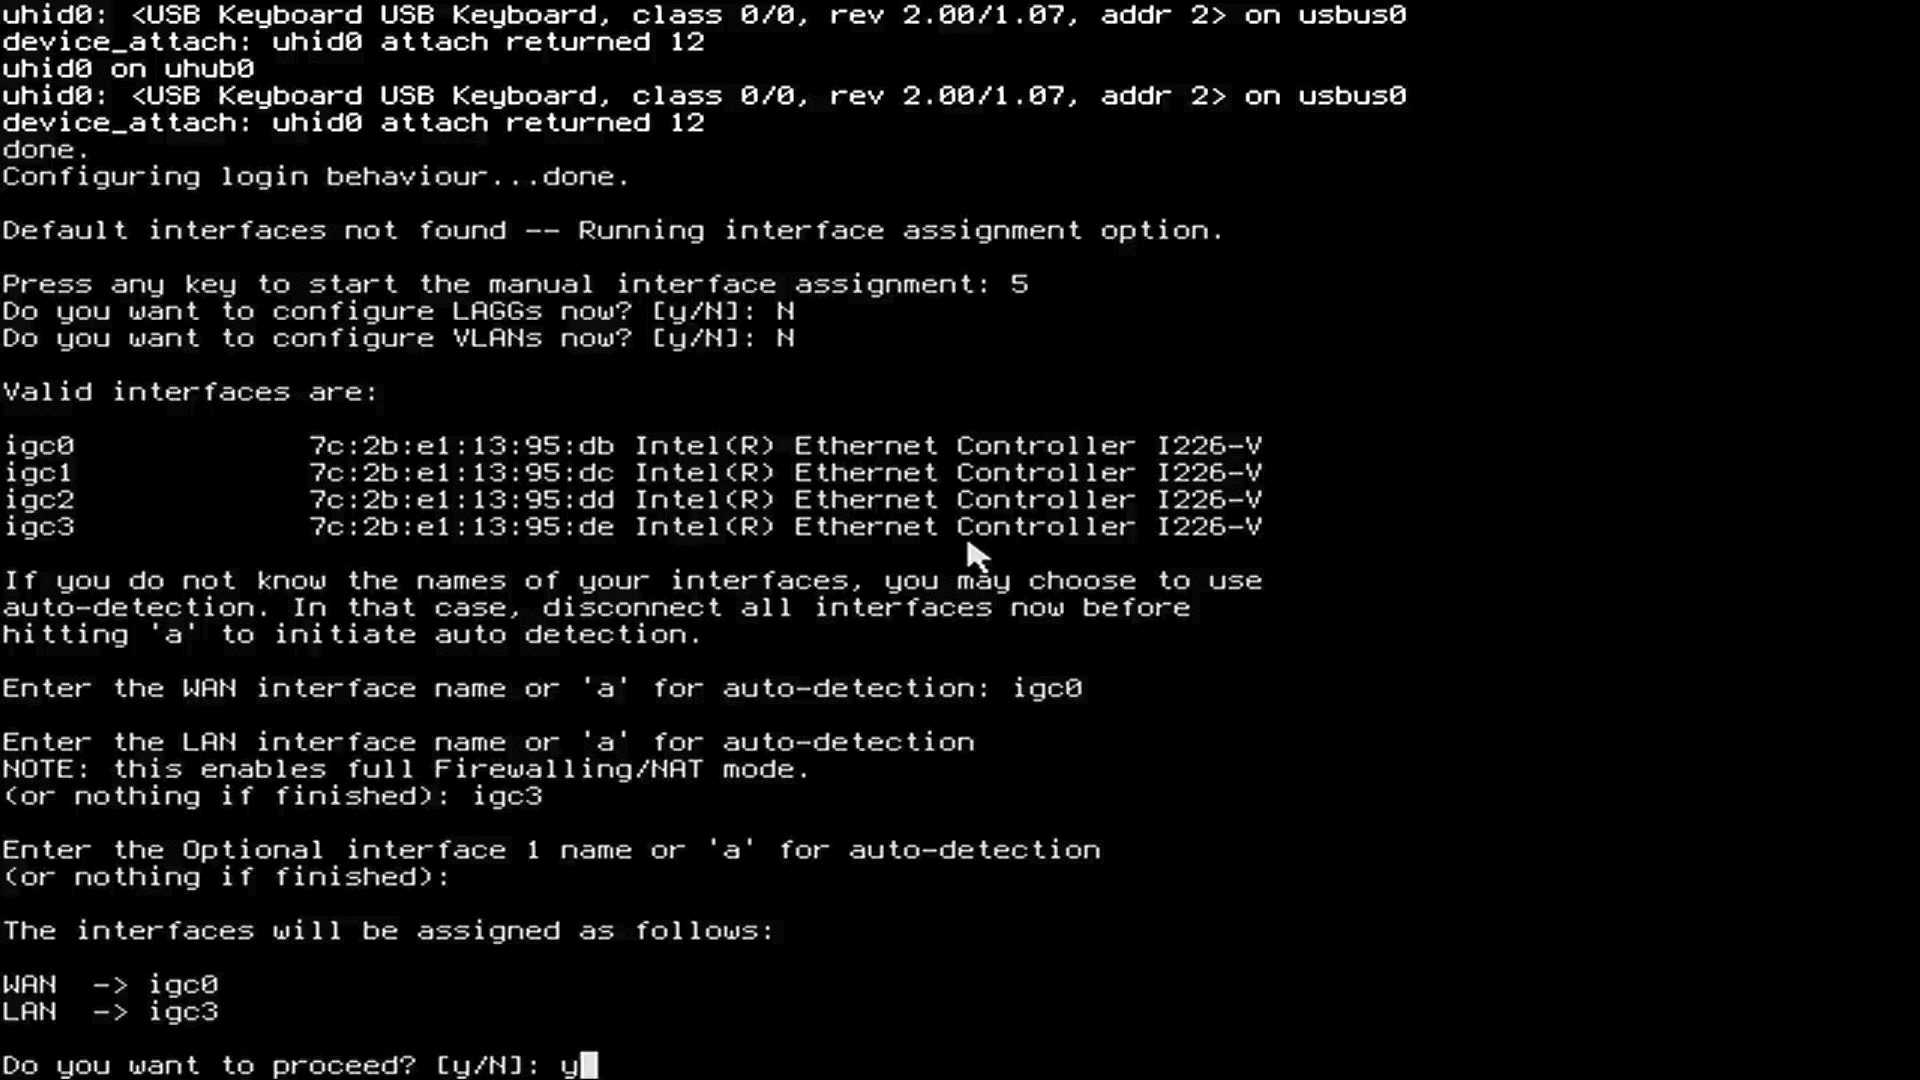 uhid0: <USB Keyboard USB Keyboard, class 0/0, rev 2.00/1.07, addr 2> on usbus0
device_attach: uhid0 attach returned 12
uhid0 on uhub0
uhid0: <USB Keyboard USB Keyboard, class 0/0, rev 2.00/1.07, addr 2> on usbus0
device_attach: uhid0 attach returned 12
done.
Configuring login behaviour...done.
Default interfaces not found -- Running interface assignment option.
Press any key to start the manual interface assignment: 5
Do you want to configure LAGGs now? [y/N]: N
Do you want to configure VLANs now? [y/N]: N
Valid interfaces are:
igc0 7c:2b:e1:13:95:db Intel(R) Ethernet Controller I226-V
igc1 7c:2b:e1:13:95:dc Intel(R) Ethernet Controller I226-V
igc2 7c:2b:e1:13:95:dd Intel(R) Ethernet Controller I226-V
igc3 7c:2b:e1:13:95:de Intel(R) Ethernet Controller I226-V
If you do not know the names of your interfaces, you may choose to use
auto-detection. In that case, disconnect all interfaces now before
hitting 'a' to initiate auto detection.
Enter the WAN interface name or 'a' for auto-detection: igc0
Enter the LAN interface name or 'a' for auto-detection
NOTE: this enables full Firewalling/NAT mode.
(or nothing if finished): igc3
Enter the Optional interface 1 name or 'a' for auto-detection
(or nothing if finished):
The interfaces will be assigned as follows:
WAN -> igc0
LAN -> igc3
Do you want to proceed? [y/N]: y